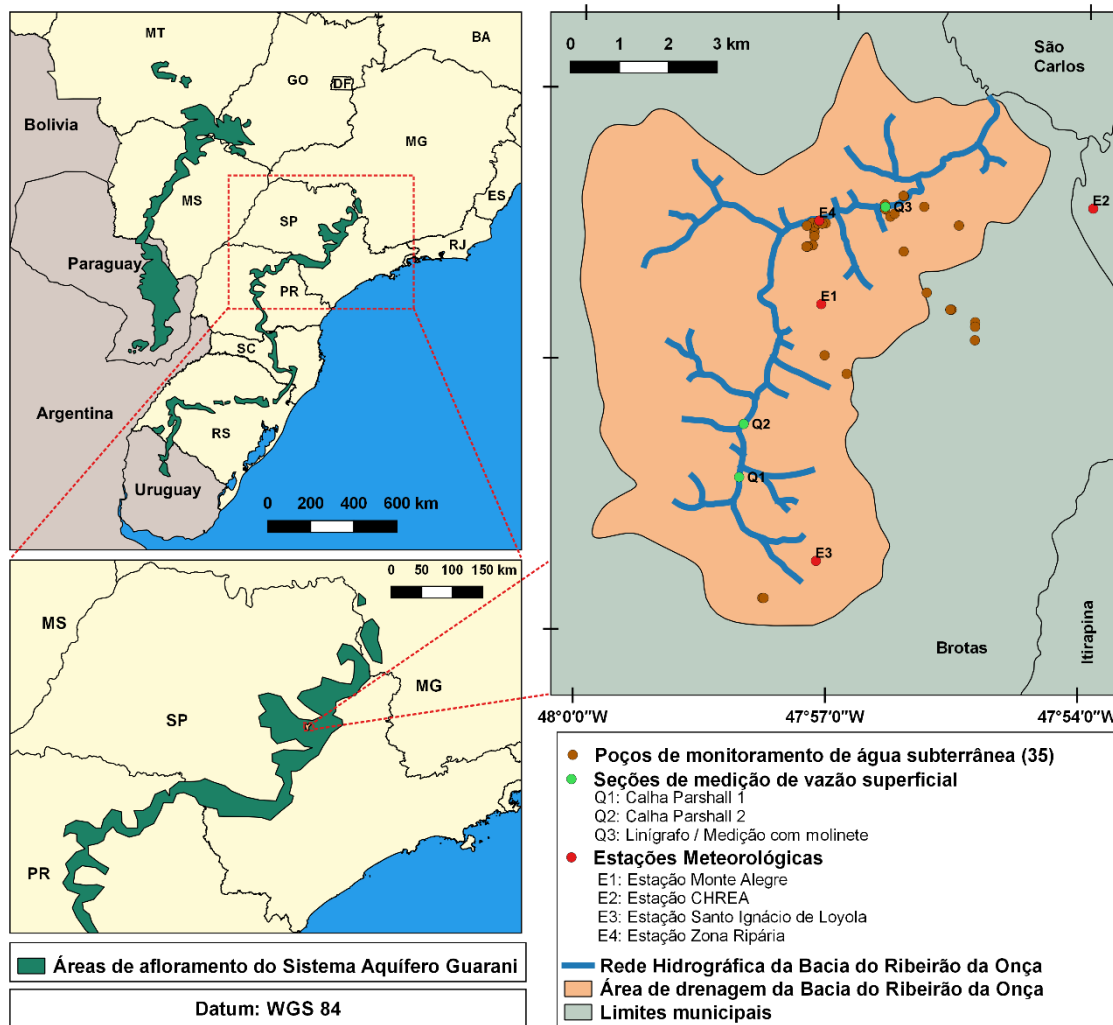 MT
BA
GO
DF
Bolivia
MG
MS
ES
SP
RJ
Paraguay
PR
SC
Argentina
RS
Uruguay
0 200 400 600 km
0 50 100 150 km
MS
MG
SP
PR
Áreas de afloramento do Sistema Aquífero Guarani
Datum: WGS 84
0 1 2 3 km
São
Carlos
E2
Q3
E4
E1
Q2
Q1
E3
Brotas
Itirapina
48°0'0"W
47°57'0"W
47°54'0"W
Poços de monitoramento de água subterrânea (35)
Seções de medição de vazão superficial
Q1: Calha Parshall 1
Q2: Calha Parshall 2
Q3: Linígrafo / Medição com molinete
Estações Meteorológicas
E1: Estação Monte Alegre
E2: Estação CHREA
E3: Estação Santo Ignácio de Loyola
E4: Estação Zona Ripária
Rede Hidrográfica da Bacia do Ribeirão da Onça
Área de drenagem da Bacia do Ribeirão da Onça
Limites municipais